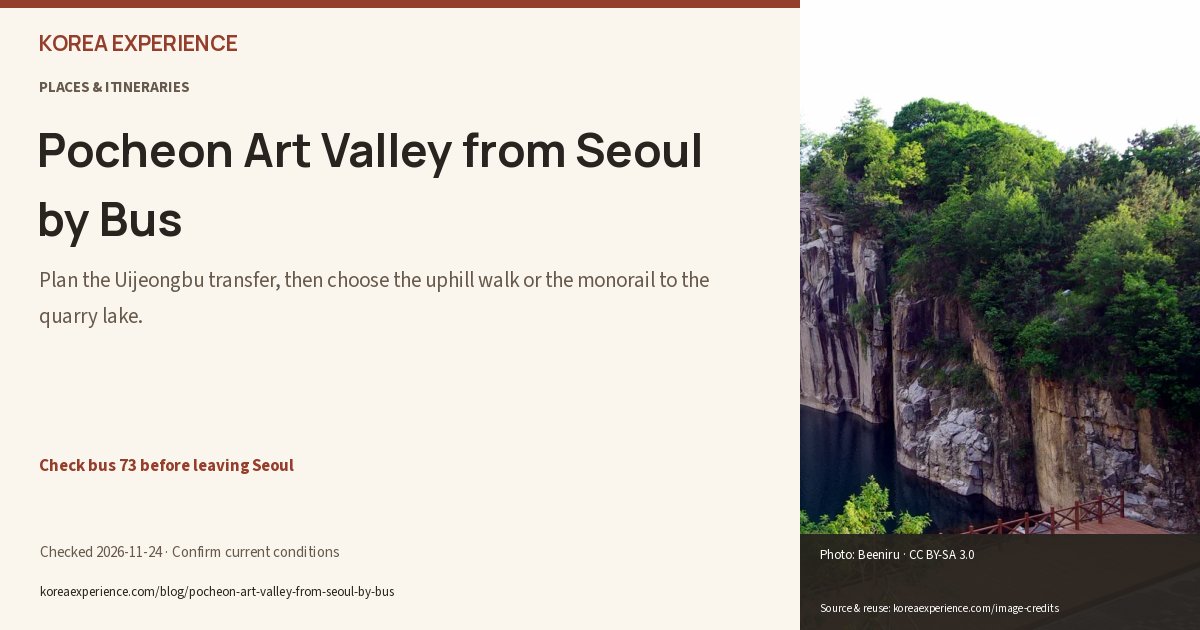 KOREA EXPERIENCE
PLACES & ITINERARIES
Pocheon Art Valley from Seoul
by Bus
Plan the Uijeongbu transfer, then choose the uphill walk or the monorail to the
quarry lake.
Check bus 73 before leaving Seoul
Checked 2026-11-24 · Confirm current conditions
koreaexperience.com/blog/pocheon-art-valley-from-seoul-by-bus
Photo: Beeniru · CC BY-SA 3.0
Source & reuse: koreaexperience.com/image-credits